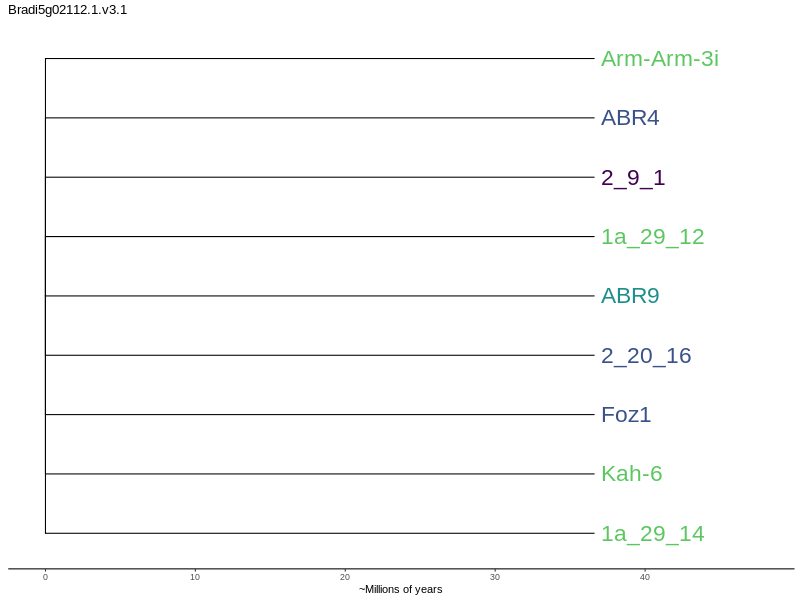 Bradi5g02112.1.v3.1
Arm-Arm-3i
ABR4
2_9_1
1a_29_12
ABR9
2_20_16
Foz1
Kah-6
1a_29_14
0 10 20 30 40
~Millions of years